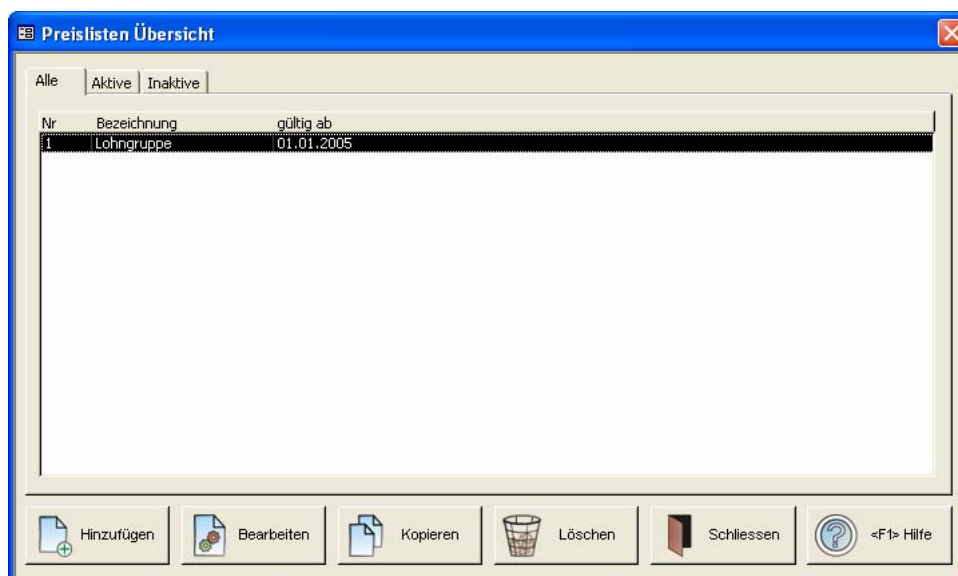 Preislisten Übersicht
Alle Aktive Inaktive
Nr Bezeichnung gültig ab
1 Lohngruppe 01.01.2005
Hinzufügen Bearbeiten Kopieren Löschen Schliessen <F1> Hilfe